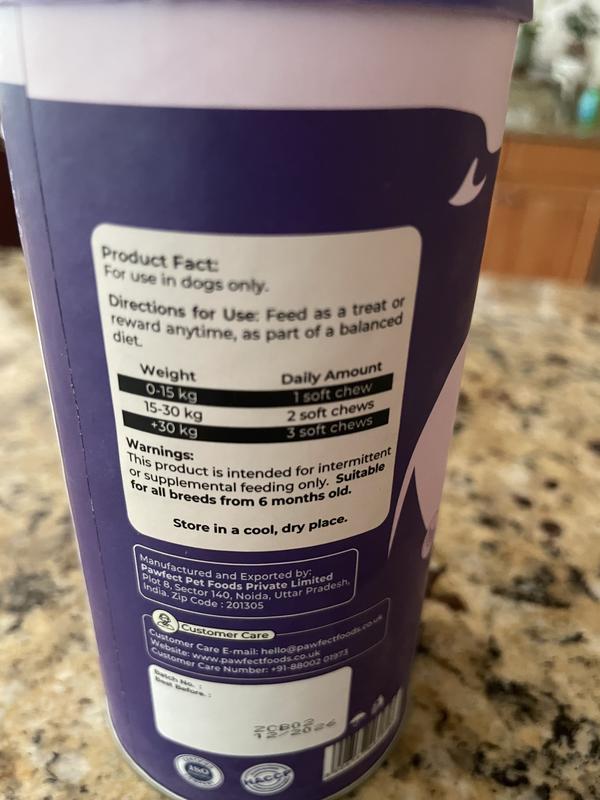 Product Fact:
For use in dogs only.
Directions for Use: Feed as a treat or
reward anytime, as part of a balanced
diet.
Weight Daily Amount
0-15 kg 1 soft chew
15-30 kg 2 soft chews
+30 kg 3 soft chews
Warnings:
This product is intended for intermittent
or supplemental feeding only. Suitable
for all breeds from 6 months old.
Store in a cool, dry place.
Manufactured and Exported by:
Pawfect Pet Foods Private Limited
Plot 8, Sector 140, Noida, Uttar Pradesh,
India. Zip Code : 201305
Customer Care
Customer Care E-mail: hello@pawfectfoods.co.uk
Website: www.pawfectfoods.co.uk
Customer Care Number: +91-88002 01973
Batch No. :
Best Before. :
ZCB02
12/2026
ISO
HACCP